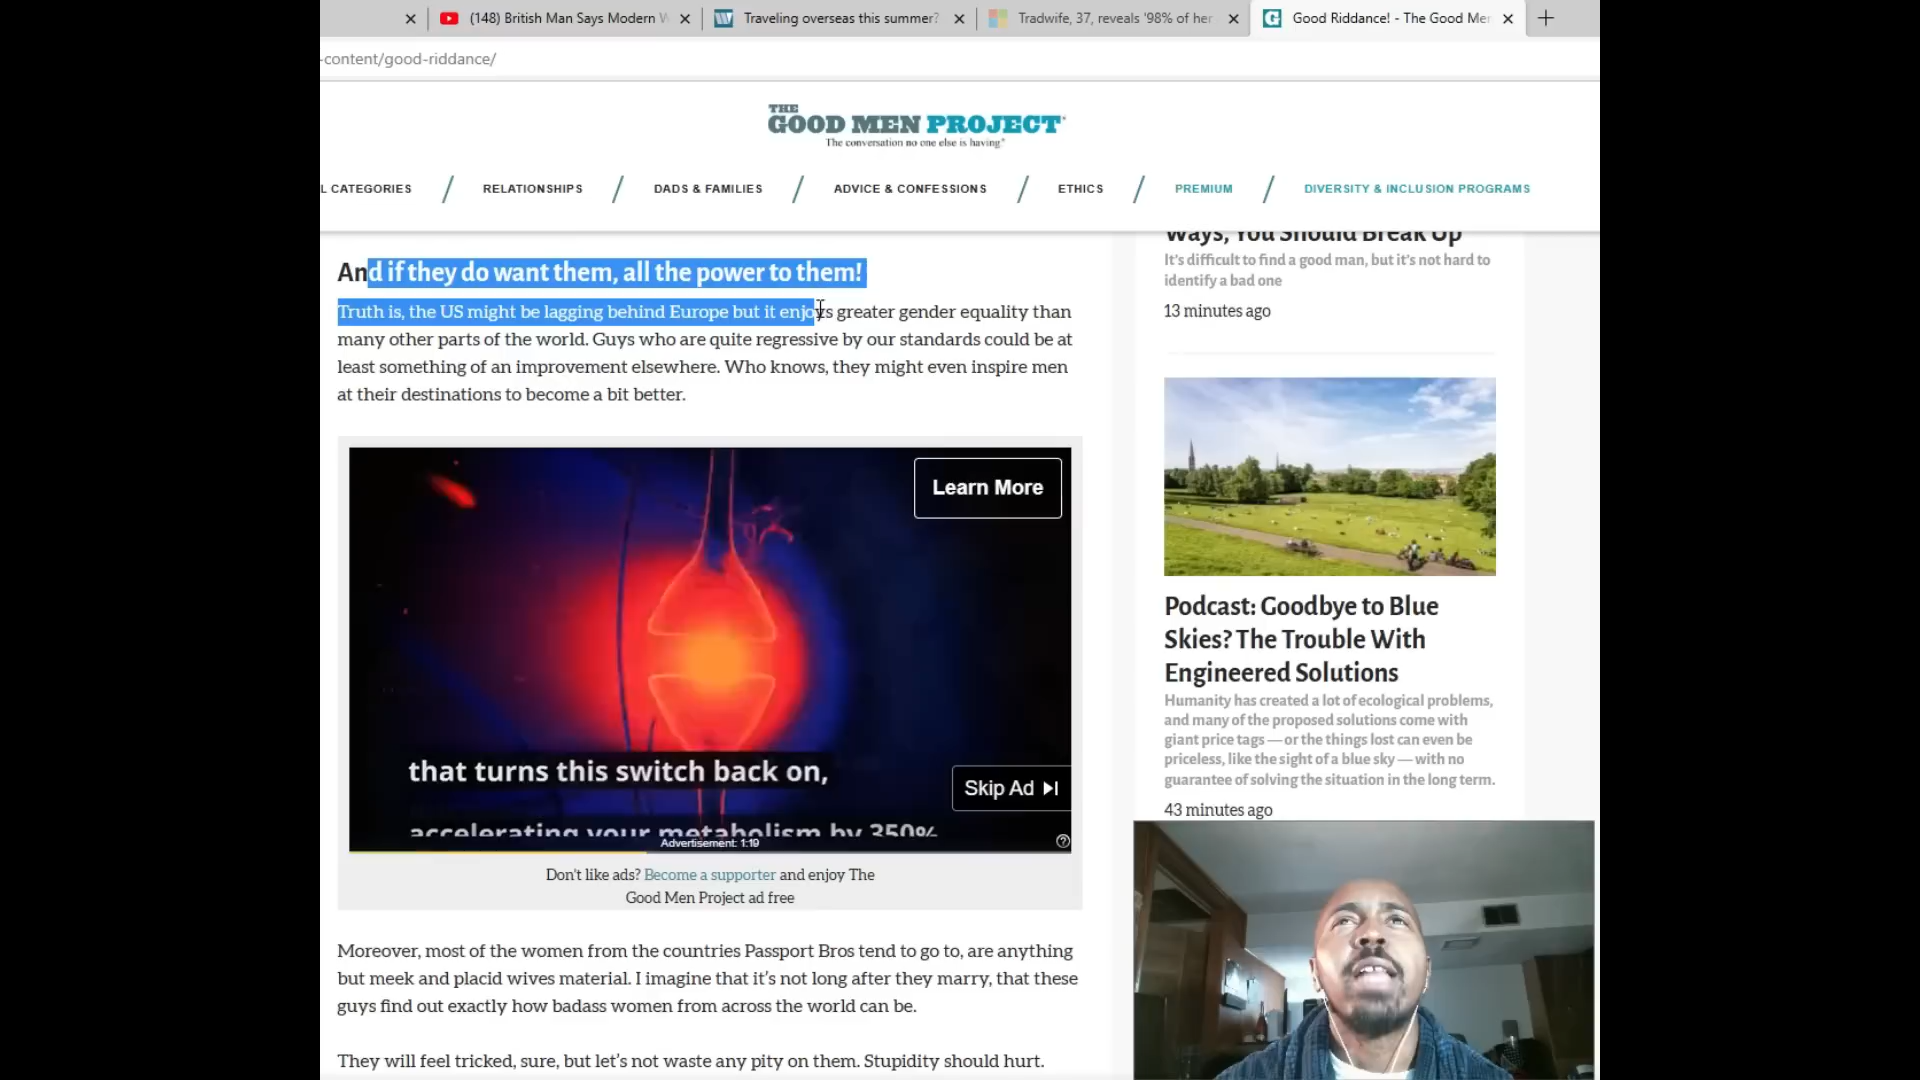 (148) British Man Says Modern W
Traveling overseas this summer?
Tradwife, 37, reveals '98% of her
Good Riddance! - The Good Me
-content/good-riddance/
THE
GOOD MEN PROJECT
The conversation no one else is having
L CATEGORIES / RELATIONSHIPS / DADS & FAMILIES / ADVICE & CONFESSIONS / ETHICS / PREMIUM / DIVERSITY & INCLUSION PROGRAMS
And if they do want them, all the power to them!
Truth is, the US might be lagging behind Europe but it enjoys greater gender equality than
many other parts of the world. Guys who are quite regressive by our standards could be at
least something of an improvement elsewhere. Who knows, they might even inspire men
at their destinations to become a bit better.
Learn More
that turns this switch back on,
accelerating your metabolism by 350%
Skip Ad
Advertisement: 1:19
Don't like ads? Become a supporter and enjoy The
Good Men Project ad free
Moreover, most of the women from the countries Passport Bros tend to go to, are anything
but meek and placid wives material. I imagine that it's not long after they marry, that these
guys find out exactly how badass women from across the world can be.
They will feel tricked, sure, but let's not waste any pity on them. Stupidity should hurt.
Ways, You Should Break Up
It's difficult to find a good man, but it's not hard to
identify a bad one
13 minutes ago
Podcast: Goodbye to Blue
Skies? The Trouble With
Engineered Solutions
Humanity has created a lot of ecological problems,
and many of the proposed solutions come with
giant price tags — or the things lost can even be
priceless, like the sight of a blue sky — with no
guarantee of solving the situation in the long term.
43 minutes ago